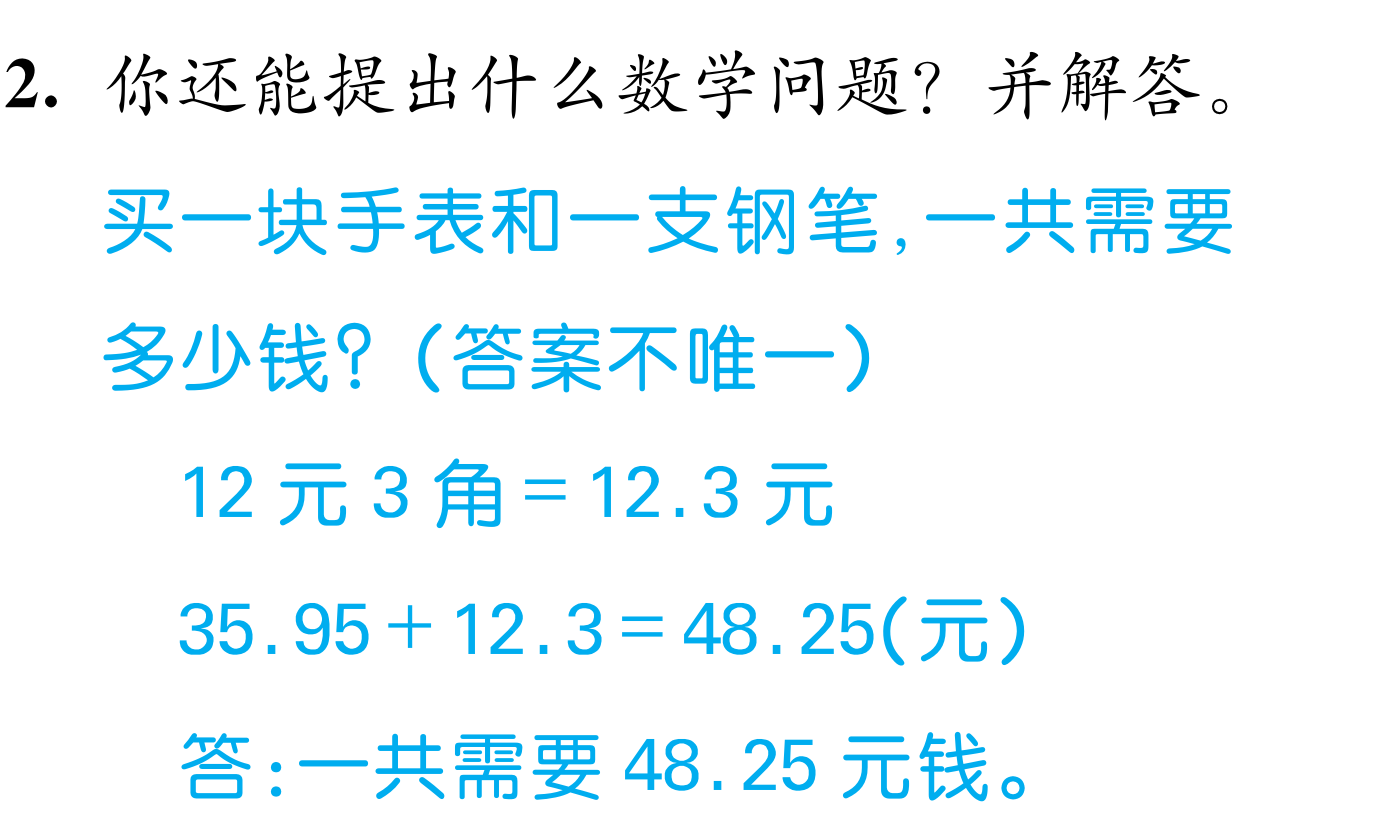 2. 你还能提出什么数学问题？并解答。
买一块手表和一支钢笔,一共需要
多少钱？(答案不唯一)
12 元 3 角=12.3 元
35.95+12.3=48.25(元)
答:一共需要 48.25 元钱。